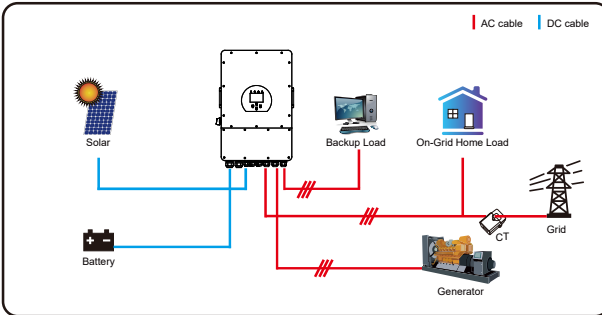 AC cable
DC cable
Solar
Backup Load
On-Grid Home Load
CT
Grid
Battery
Generator